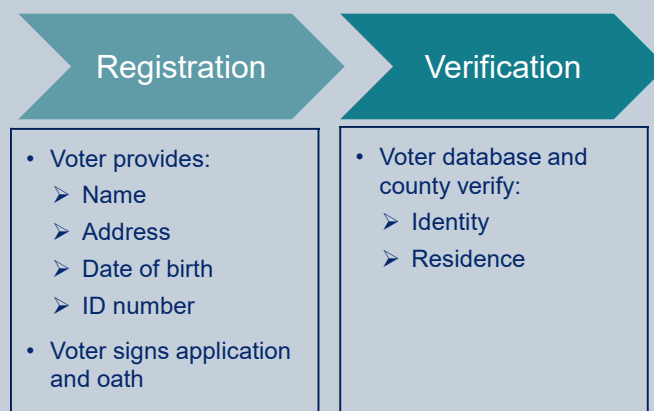 Registration
• Voter provides:
➢ Name
➢ Address
➢ Date of birth
➢ ID number
• Voter signs application
and oath
Verification
• Voter database and
county verify:
➢ Identity
➢ Residence